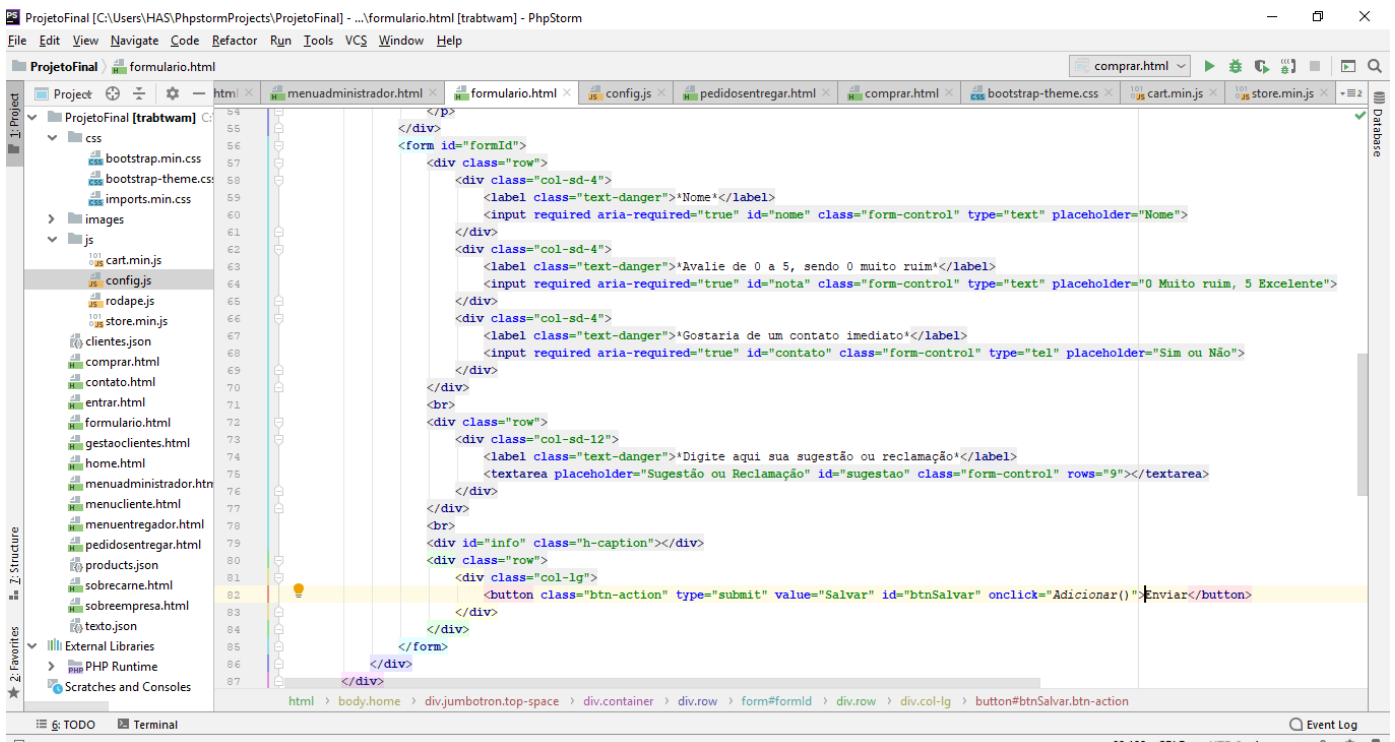 PS ProjetoFinal [C:\Users\HAS\PhpstormProjects\ProjetoFinal] - ...\formulario.html [trabtwam] - PhpStorm
File Edit View Navigate Code Refactor Run Tools VCS Window Help
ProjetoFinal formulario.html comprar.html
1: Project
Project
html menuadministrador.html formulario.html config.js pedidosentregar.html comprar.html bootstrap-theme.css cart.min.js store.min.js 2
Database
ProjetoFinal [trabtwam] C:
css
bootstrap.min.css
bootstrap-theme.css
imports.min.css
images
js
cart.min.js
config.js
rodape.js
store.min.js
clientes.json
comprar.html
contato.html
entrar.html
formulario.html
gestaoclientes.html
home.html
menuadministrador.htm
menucliente.html
menuentregador.html
pedidosentregar.html
products.json
sobrecarne.html
sobreempresa.html
texto.json
External Libraries
PHP Runtime
Scratches and Consoles
7: Structure
2: Favorites
54 </p>
55 </div>
56 <form id="formId">
57 <div class="row">
58 <div class="col-sd-4">
59 <label class="text-danger">*Nome*</label>
60 <input required aria-required="true" id="nome" class="form-control" type="text" placeholder="Nome">
61 </div>
62 <div class="col-sd-4">
63 <label class="text-danger">*Avalie de 0 a 5, sendo 0 muito ruim*</label>
64 <input required aria-required="true" id="nota" class="form-control" type="text" placeholder="0 Muito ruim, 5 Excelente">
65 </div>
66 <div class="col-sd-4">
67 <label class="text-danger">*Gostaria de um contato imediato*</label>
68 <input required aria-required="true" id="contato" class="form-control" type="tel" placeholder="Sim ou Não">
69 </div>
70 </div>
71 <br>
72 <div class="row">
73 <div class="col-sd-12">
74 <label class="text-danger">*Digite aqui sua sugestão ou reclamação*</label>
75 <textarea placeholder="Sugestão ou Reclamação" id="sugestao" class="form-control" rows="9"></textarea>
76 </div>
77 </div>
78 <br>
79 <div id="info" class="h-caption"></div>
80 <div class="row">
81 <div class="col-lg">
82 <button class="btn-action" type="submit" value="Salvar" id="btnSalvar" onclick="Adicionar()">Enviar</button>
83 </div>
84 </div>
85 </form>
86 </div>
87 </div>
html › body.home › div.jumbotron.top-space › div.container › div.row › form#formId › div.row › div.col-lg › button#btnSalvar.btn-action
6: TODO Terminal Event Log